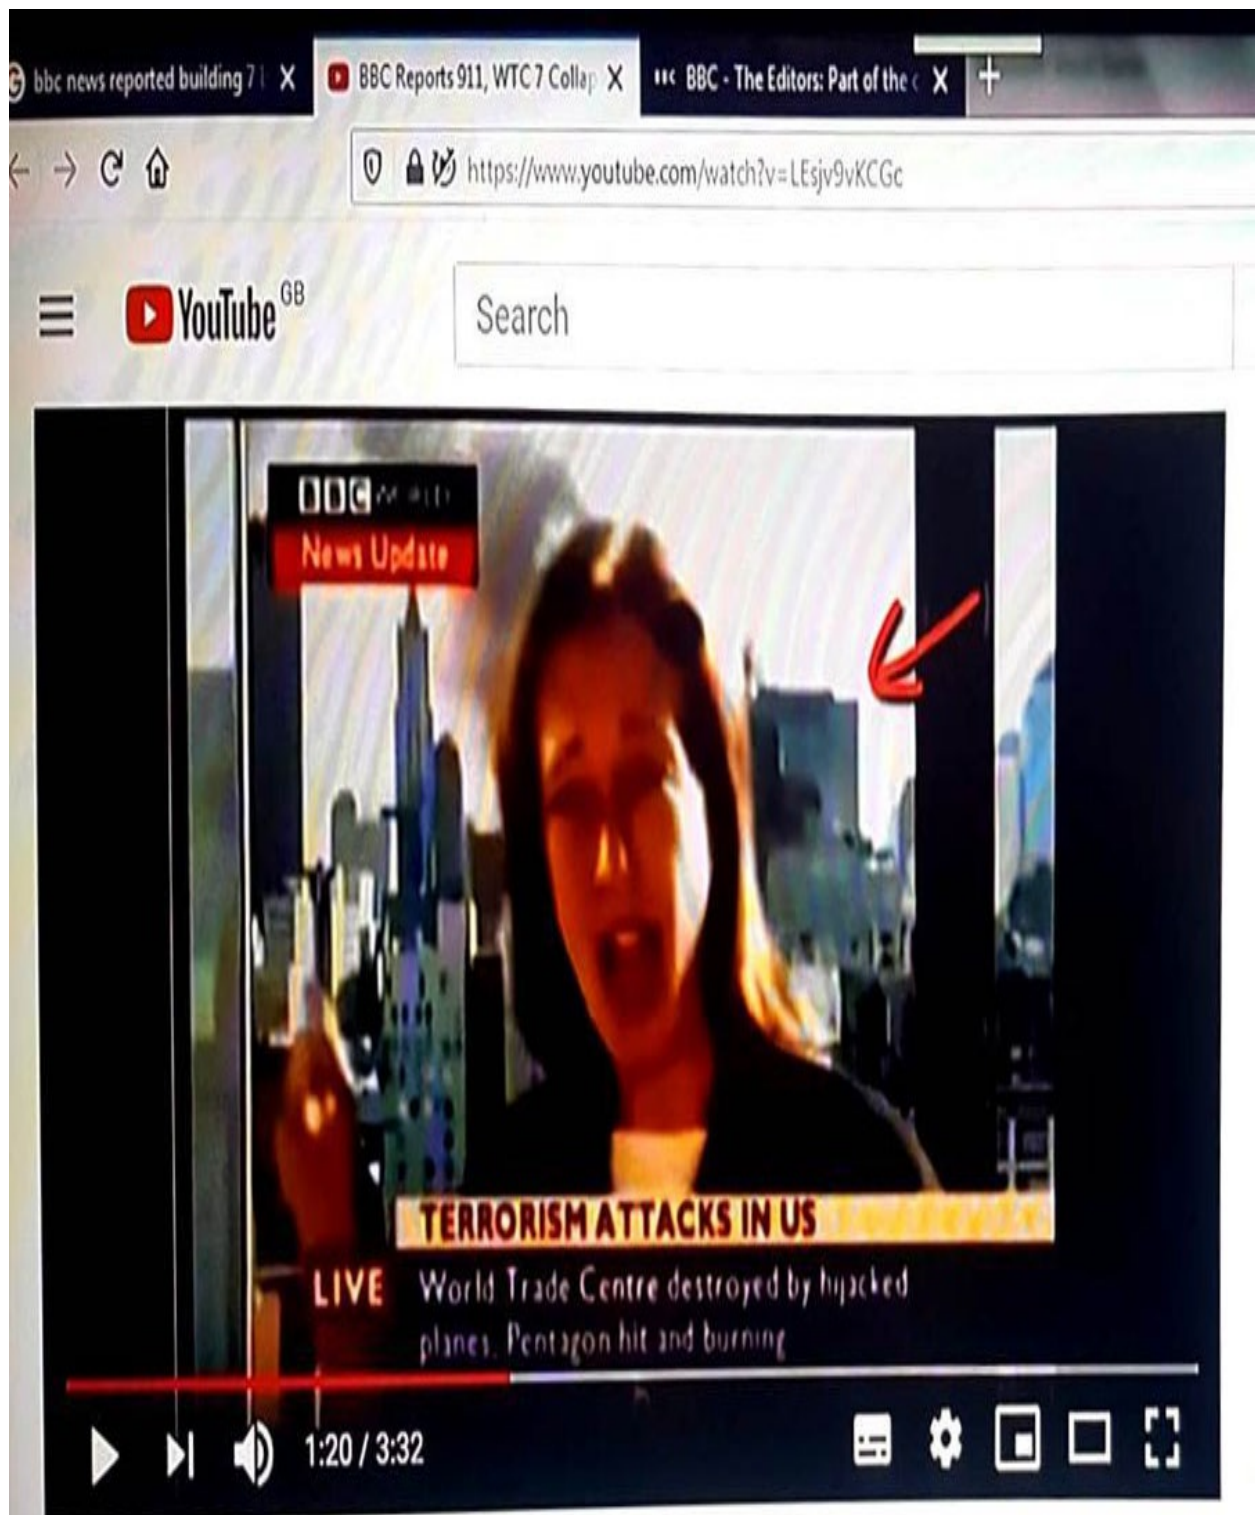 bbc news reported building 7
BBC Reports 911, WTC 7 Collap
BBC - The Editors: Part of the c
https://www.youtube.com/watch?v=LEsjv9vKCGc
YouTube GB
Search
BBC WORLD
News Update
TERRORISM ATTACKS IN US
LIVE World Trade Centre destroyed by hijacked
planes. Pentagon hit and burning
1:20 / 3:32